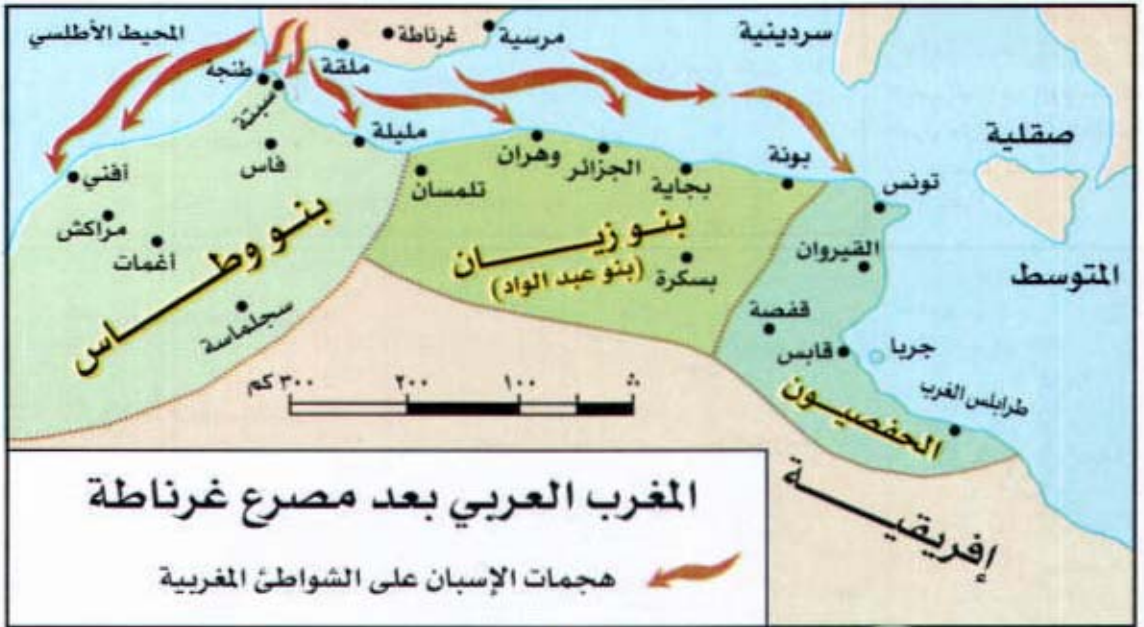 المحيط الأطلسي
غرناطة
مرسية
سردينية
ملقة
طنجة
سبتة
مليلة
وهران
الجزائر
بجاية
بونة
تونس
صقلية
المتوسط
أفني
فاس
تلمسان
مراكش
أغمات
سجلماسة
بنو وطاس
بنو زيان
(بنو عبد الواد)
بسكرة
القيروان
قفصة
قابس
جربا
طرابلس الغرب
الحفصيون
إفريقية
١٠٠ ٢٠٠ ٣٠٠ كم
المغرب العربي بعد مصرع غرناطة
هجمات الإسبان على الشواطئ المغربية